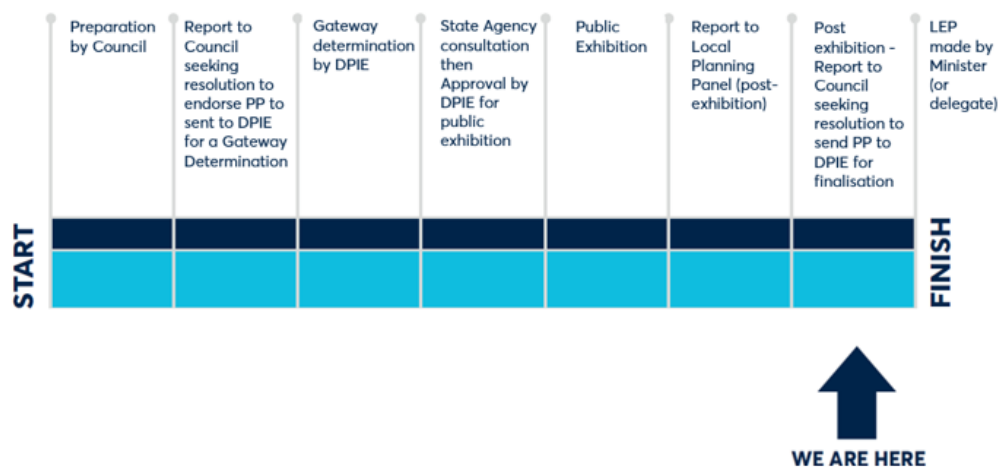 Preparation
by Council
Report to
Council
seeking
resolution to
endorse PP to
sent to DPIE
for a Gateway
Determination
Gateway
determination
by DPIE
State Agency
consultation
then
Approval by
DPIE for
public
exhibition
Public
Exhibition
Report to
Local
Planning
Panel (post-
exhibition)
Post
exhibition -
Report to
Council
seeking
resolution to
send PP to
DPIE for
finalisation
LEP
made by
Minister
(or
delegate)
START
FINISH
WE ARE HERE